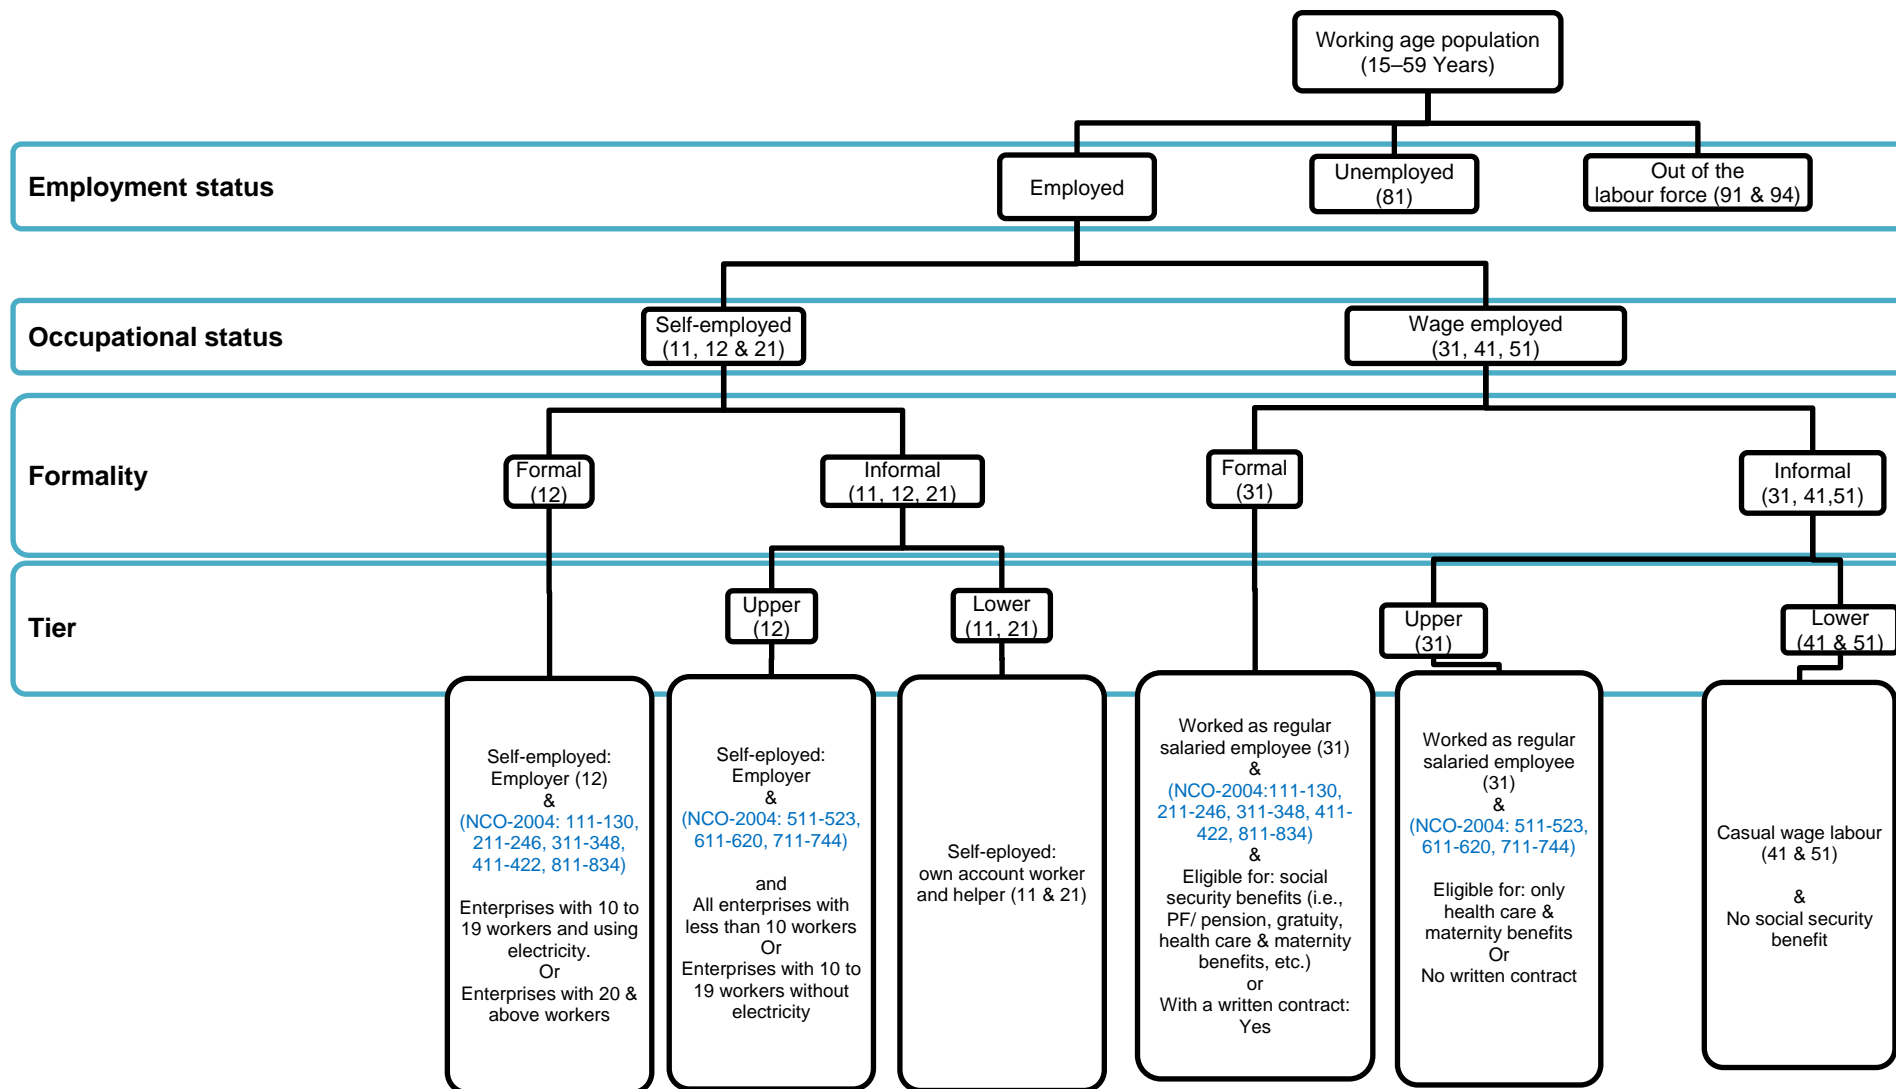 Working age population
(15–59 Years)
Employment status
Employed
Unemployed
(81)
Out of the
labour force (91 & 94)
Occupational status
Self-employed
(11, 12 & 21)
Wage employed
(31, 41, 51)
Formality
Formal
(12)
Informal
(11, 12, 21)
Formal
(31)
Informal
(31, 41,51)
Tier
Upper
(12)
Lower
(11, 21)
Upper
(31)
Lower
(41 & 51)
Self-employed:
Employer (12)
&
(NCO-2004: 111-130,
211-246, 311-348,
411-422, 811-834)
Enterprises with 10 to
19 workers and using
electricity.
Or
Enterprises with 20 &
above workers
Self-eployed:
Employer
&
(NCO-2004: 511-523,
611-620, 711-744)
and
All enterprises with
less than 10 workers
Or
Enterprises with 10 to
19 workers without
electricity
Self-eployed:
own account worker
and helper (11 & 21)
Worked as regular
salaried employee (31)
&
(NCO-2004:111-130,
211-246, 311-348, 411-
422, 811-834)
&
Eligible for: social
security benefits (i.e.,
PF/ pension, gratuity,
health care & maternity
benefits, etc.)
or
With a written contract:
Yes
Worked as regular
salaried employee
(31)
&
(NCO-2004: 511-523,
611-620, 711-744)
Eligible for: only
health care &
maternity benefits
Or
No written contract
Casual wage labour
(41 & 51)
&
No social security
benefit